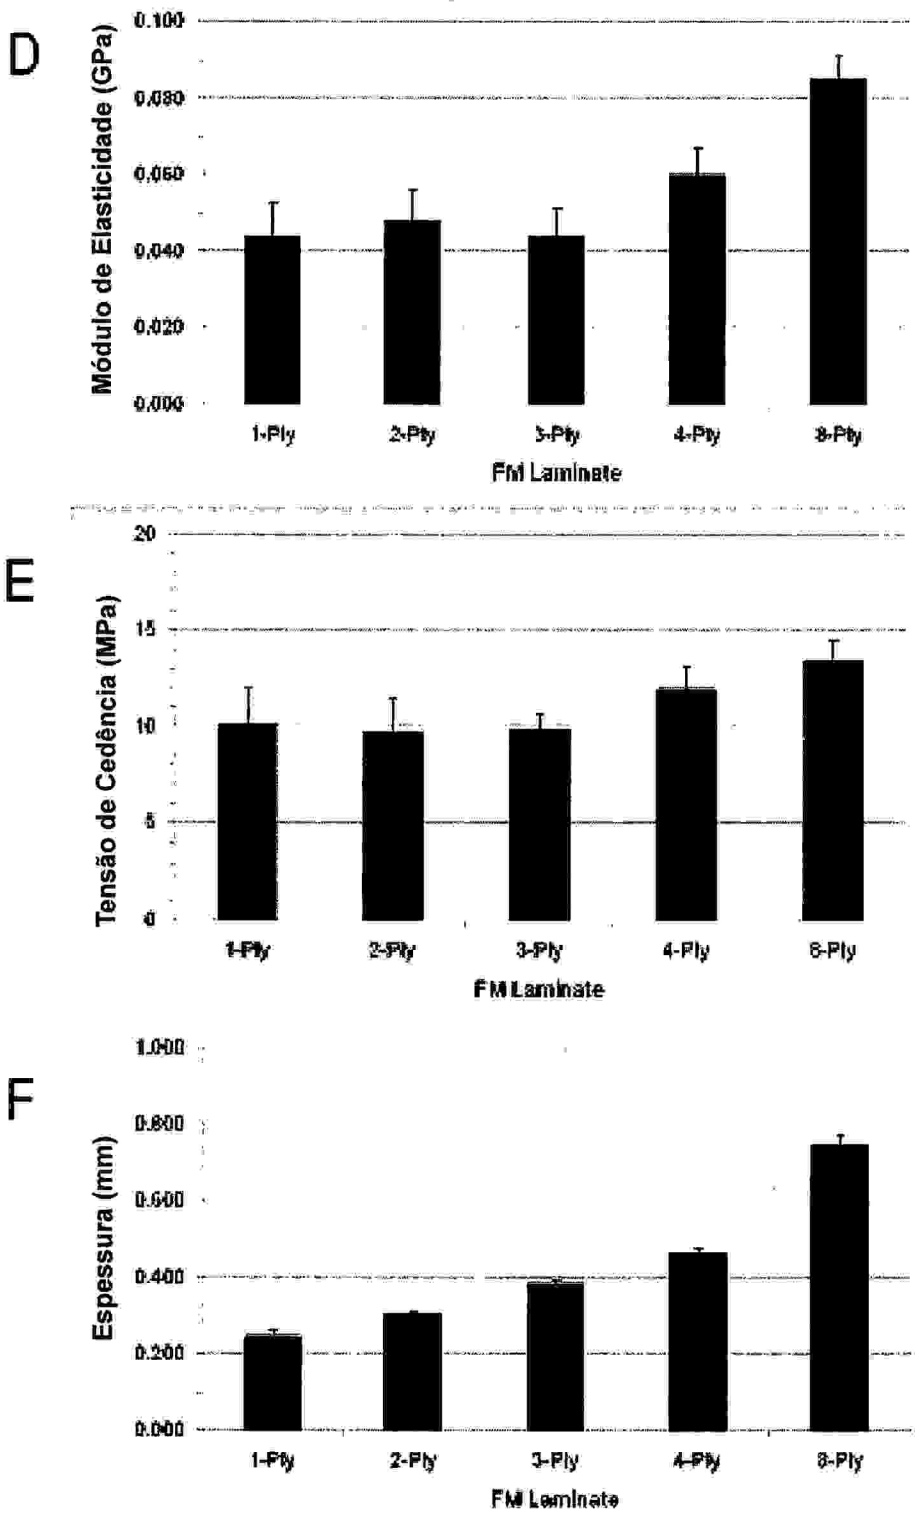 D
Módulo de Elasticidade (GPa)
0.100
0.080
0.060
0.040
0.020
0.000
1-Ply 2-Ply 3-Ply 4-Ply 8-Ply
FM Laminate
E
Tensão de Cedência (MPa)
20
15
10
5
0
1-Ply 2-Ply 3-Ply 4-Ply 8-Ply
FM Laminate
F
Espessura (mm)
1.000
0.800
0.600
0.400
0.200
0.000
1-Ply 2-Ply 3-Ply 4-Ply 8-Ply
FM Laminate